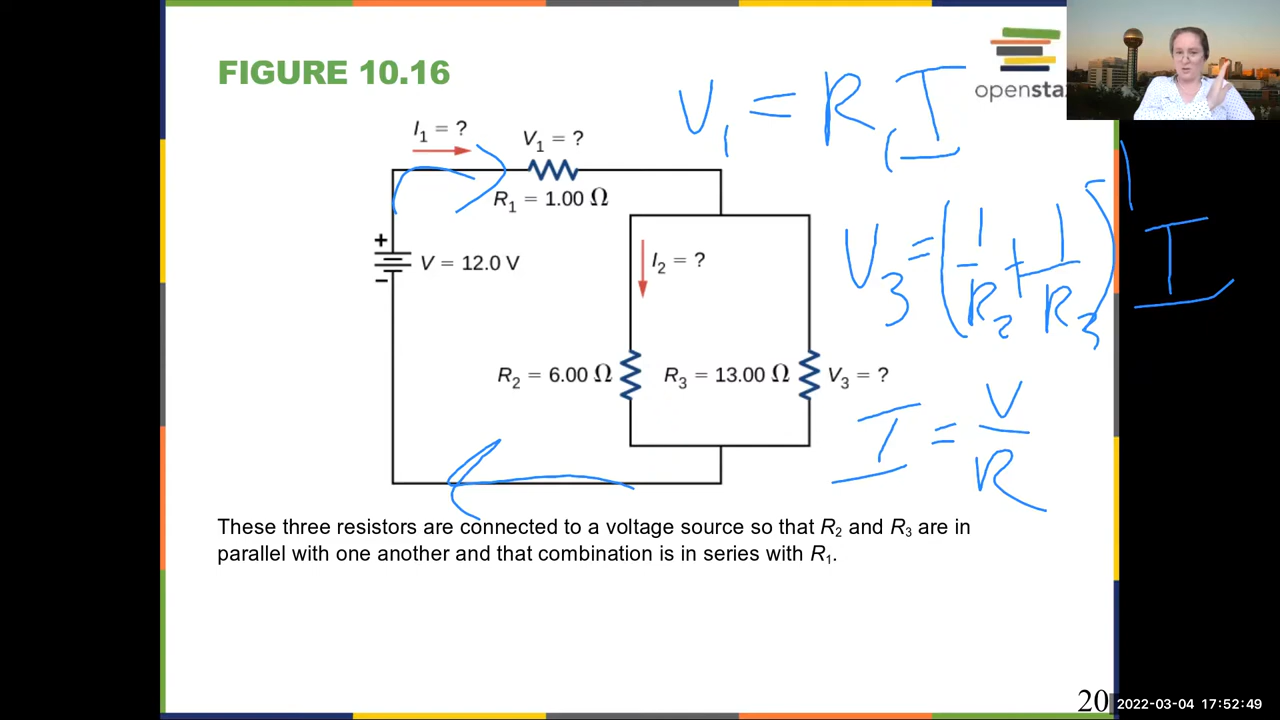 FIGURE 10.16
openstax
V₁ = R₁ I
I₁ = ?
V₁ = ?
R₁ = 1.00 Ω
V₃ = (1/R₂ + 1/R₃)⁻¹ I
+
V = 12.0 V
−
I₂ = ?
R₂ = 6.00 Ω
R₃ = 13.00 Ω
V₃ = ?
I = V/R
These three resistors are connected to a voltage source so that R₂ and R₃ are in
parallel with one another and that combination is in series with R₁.
20
2022-03-04 17:52:49